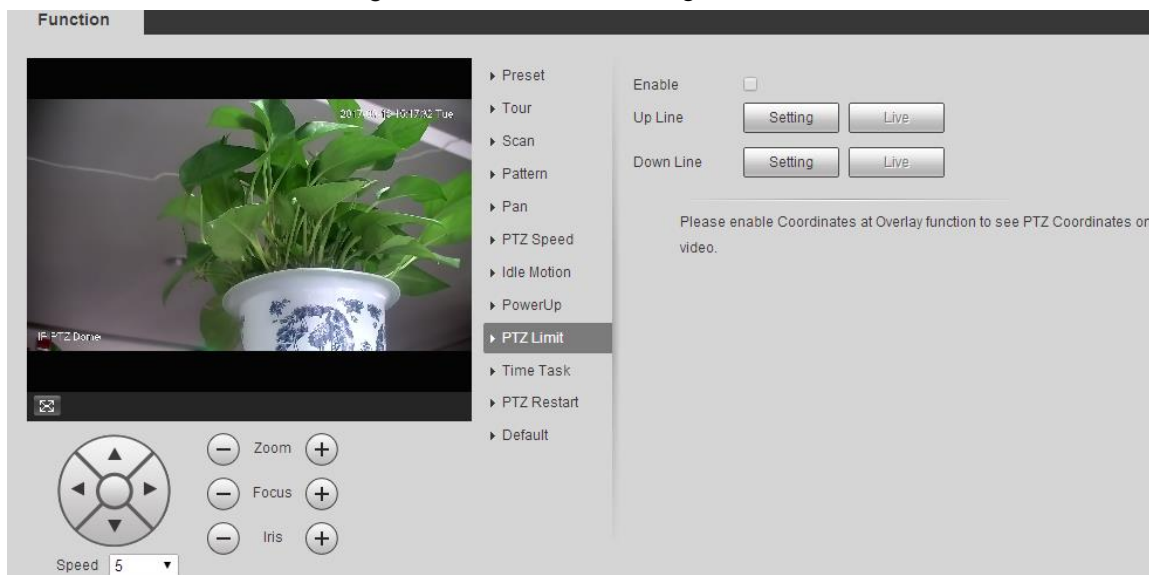 Function
Tue
IP PTZ Dome
Zoom
Focus
Iris
Speed 5
Preset
Tour
Scan
Pattern
Pan
PTZ Speed
Idle Motion
PowerUp
PTZ Limit
Time Task
PTZ Restart
Default
Enable
Up Line Setting Live
Down Line Setting Live
Please enable Coordinates at Overlay function to see PTZ Coordinates on
video.